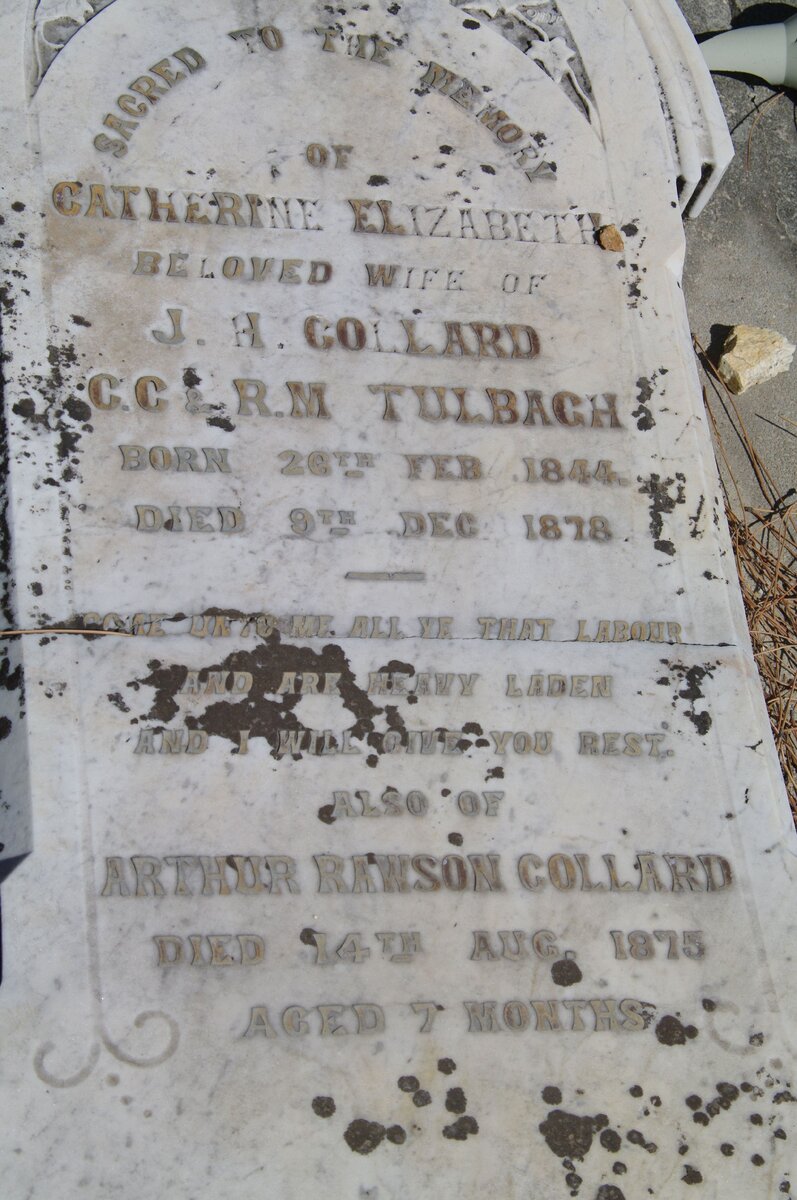 SACRED TO THE MEMORY
OF
CATHERINE ELIZABETH
BELOVED WIFE OF
J. H. COLLARD
C.C & R.M TULBACH
BORN 26TH FEB 1844.
DIED 9TH DEC 1878
COME UNTO ME ALL YE THAT LABOUR
AND ARE HEAVY LADEN
AND I WILL GIVE YOU REST.
ALSO OF
ARTHUR RAWSON COLLARD
DIED 14TH AUG. 1875
AGED 7 MONTHS